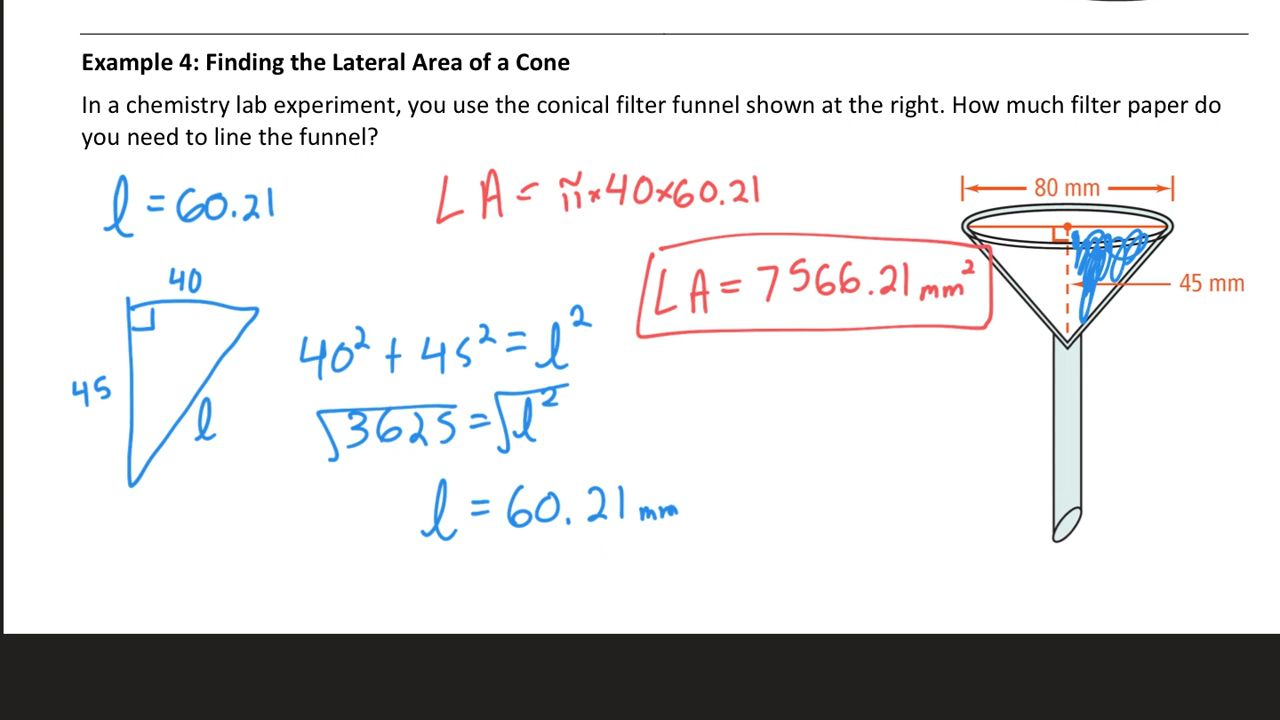 Example 4: Finding the Lateral Area of a Cone
In a chemistry lab experiment, you use the conical filter funnel shown at the right. How much filter paper do
you need to line the funnel?
l = 60.21
LA = π×40×60.21
80 mm
LA = 7566.21 mm²
45 mm
40
45
l
40² + 45² = l²
√3625 = √l²
l = 60.21 mm